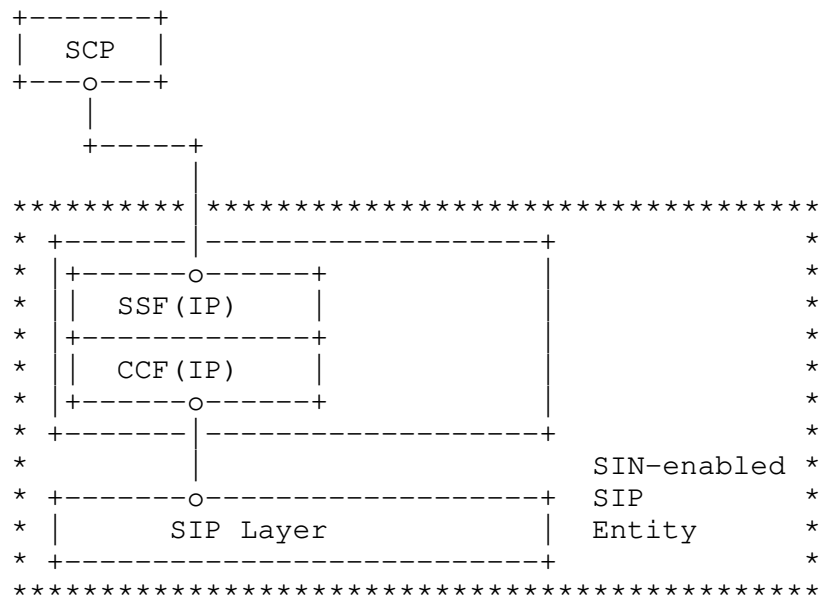 SCP
SSF(IP)
CCF(IP)
SIN-enabled
SIP
SIP Layer
Entity